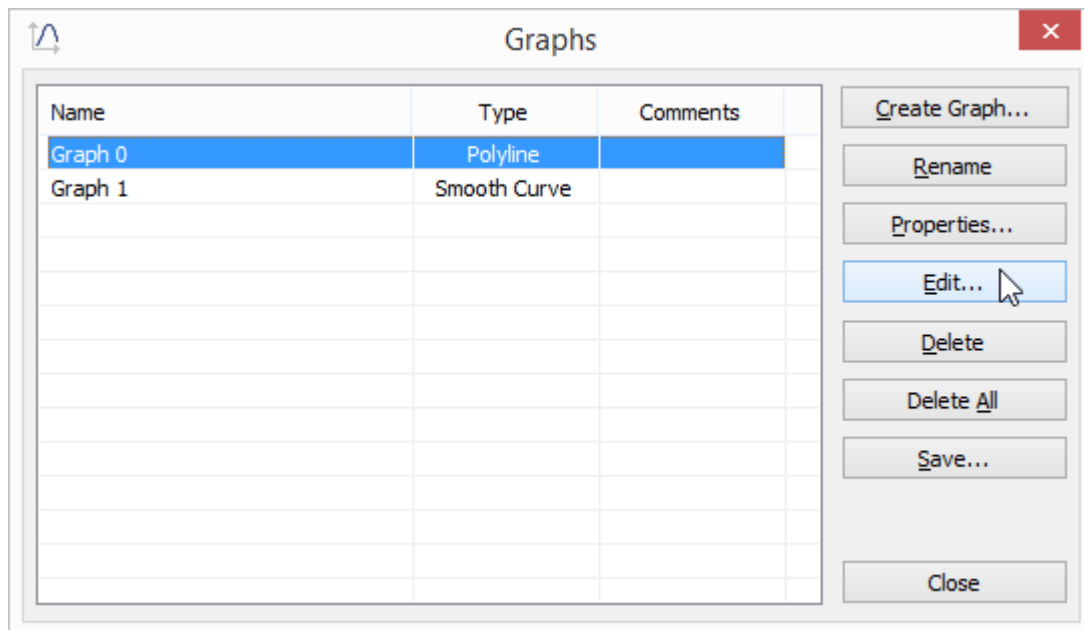 Graphs
Name Type Comments
Graph 0 Polyline
Graph 1 Smooth Curve
Create Graph...
Rename
Properties...
Edit...
Delete
Delete All
Save...
Close